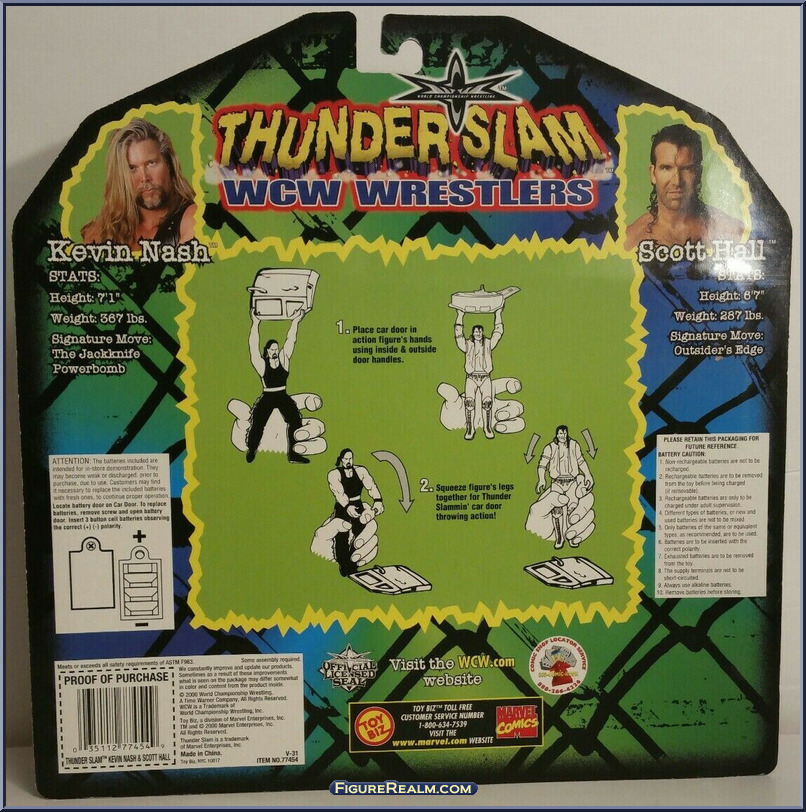 WORLD CHAMPIONSHIP WRESTLING
THUNDER SLAM™
WCW WRESTLERS
Kevin Nash™
STATS:
Height: 7'1"
Weight: 367 lbs.
Signature Move:
The Jackknife
Powerbomb
Scott Hall™
STATS:
Height: 6'7"
Weight: 287 lbs.
Signature Move:
Outsider's Edge
1. Place car door in
action figure's hands
using inside & outside
door handles.
2. Squeeze figure's legs
together for Thunder
Slammin' car door
throwing action!
ATTENTION: The batteries included are
intended for in-store demonstration. They
may become weak or discharged, prior to
purchase, due to use. Customers may find
it necessary to replace the included batteries
with fresh ones, to continue proper operation.
Locate battery door on Car Door. To replace
batteries, remove screw and open battery
door. Insert 3 button cell batteries observing
the correct (+) (-) polarity.
+
−
PLEASE RETAIN THIS PACKAGING FOR
FUTURE REFERENCE.
BATTERY CAUTION:
1. Non-rechargeable batteries are not to be
recharged.
2. Rechargeable batteries are to be removed
from the toy before being charged
(if removable).
3. Rechargeable batteries are only to be
charged under adult supervision.
4. Different types of batteries, or new and
used batteries are not to be mixed.
5. Only batteries of the same or equivalent
types, as recommended, are to be used.
6. Batteries are to be inserted with the
correct polarity.
7. Exhausted batteries are to be removed
from the toy.
8. The supply terminals are not to be
short-circuited.
9. Always use alkaline batteries.
10. Remove batteries before storing.
Meets or exceeds all safety requirements of ASTM F963.
Some assembly required.
PROOF OF PURCHASE
0 35112 77454 9
THUNDER SLAM™ KEVIN NASH & SCOTT HALL
We constantly improve and update our products.
Sometimes as a result of these improvements
what is seen on the package may differ somewhat
in color and content from the product inside.
© 2000 World Championship Wrestling,
A Time Warner Company. All Rights Reserved.
WCW is a Trademark of
World Championship Wrestling, Inc.
Toy Biz, a division of Marvel Enterprises, Inc.
TM and © 2000 Marvel Enterprises, Inc.
All Rights Reserved.
Thunder Slam is a trademark
of Marvel Enterprises, Inc.
Made in China.
V-31
Toy Biz, NYC 10017
ITEM NO.77454
OFFICIAL
LICENSED
SEAL
Visit the WCW.com
website
COMIC SHOP LOCATOR SERVICE
TOY
BIZ
TOY BIZ™ TOLL FREE
CUSTOMER SERVICE NUMBER
1-800-634-7539
VISIT THE
www.marvel.com WEBSITE
MARVEL
COMICS
FIGUREREALM.COM